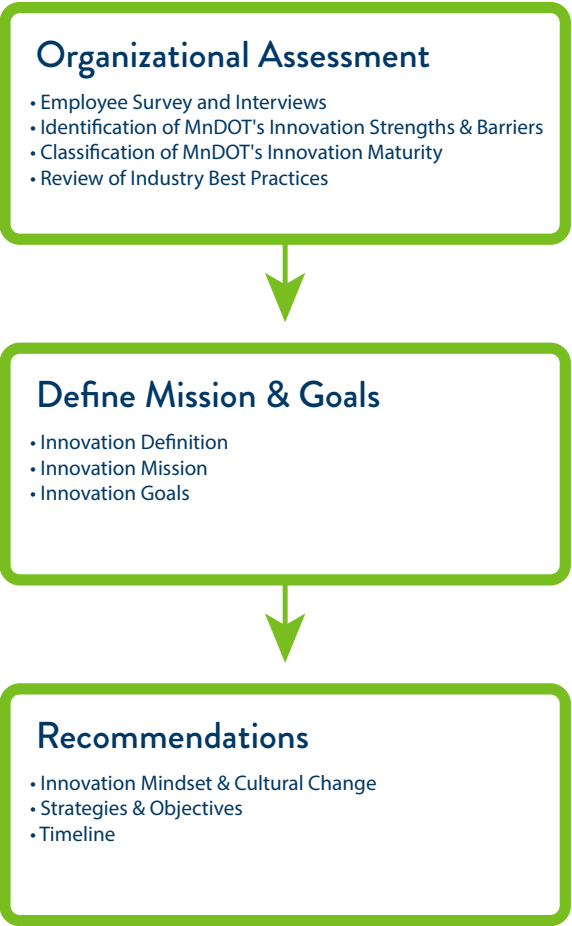 Organizational Assessment
• Employee Survey and Interviews
• Identification of MnDOT's Innovation Strengths & Barriers
• Classification of MnDOT's Innovation Maturity
• Review of Industry Best Practices
Define Mission & Goals
• Innovation Definition
• Innovation Mission
• Innovation Goals
Recommendations
• Innovation Mindset & Cultural Change
• Strategies & Objectives
• Timeline